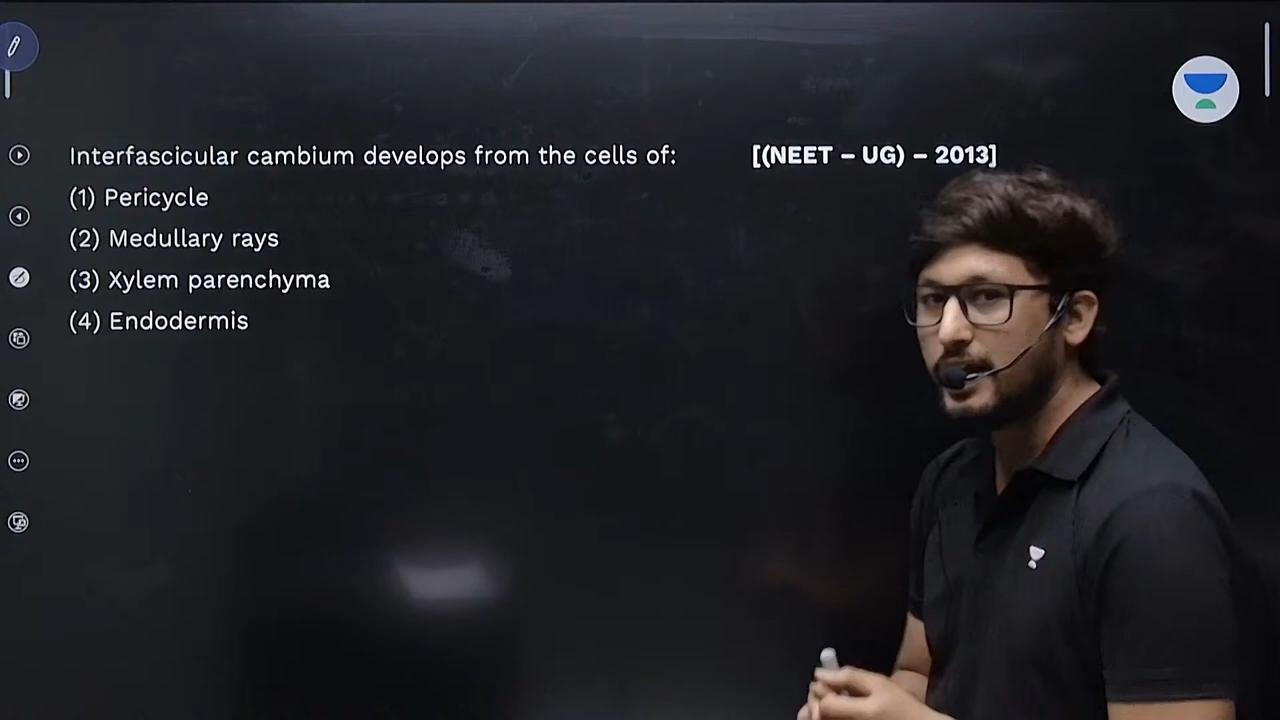 Interfascicular cambium develops from the cells of: [(NEET – UG) – 2013]
(1) Pericycle
(2) Medullary rays
(3) Xylem parenchyma
(4) Endodermis